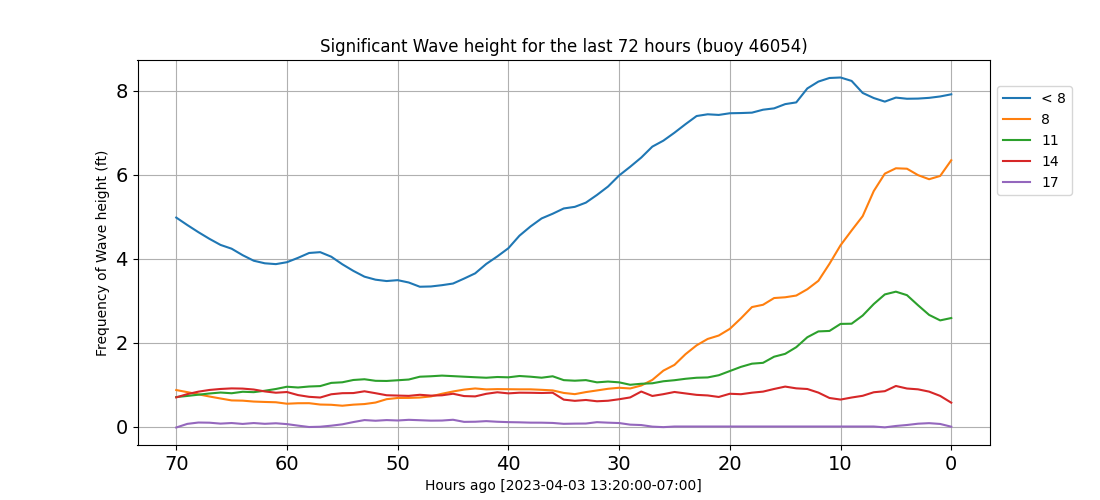 Significant Wave height for the last 72 hours (buoy 46054)
Frequency of Wave height (ft)
8
6
4
2
0
70 60 50 40 30 20 10 0
Hours ago [2023-04-03 13:20:00-07:00]
< 8
8
11
14
17